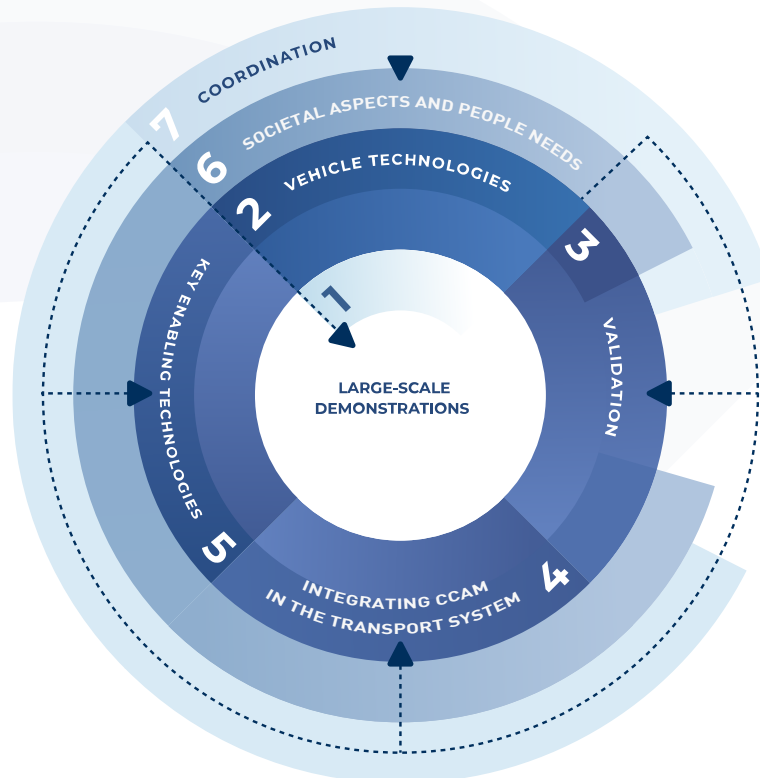 7 COORDINATION
6 SOCIETAL ASPECTS AND PEOPLE NEEDS
2 VEHICLE TECHNOLOGIES
3
VALIDATION
1
LARGE-SCALE
DEMONSTRATIONS
KEY ENABLING TECHNOLOGIES
5
4
INTEGRATING CCAM
IN THE TRANSPORT SYSTEM